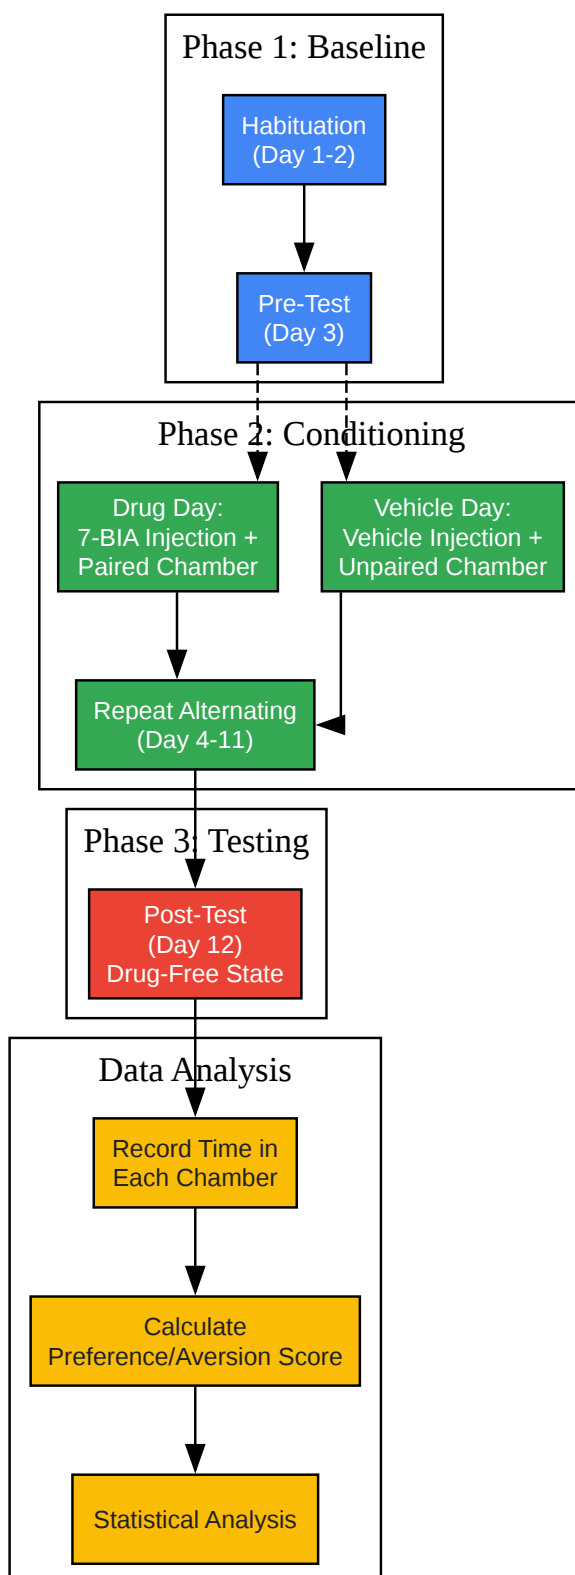 Phase 1: Baseline
Habituation
(Day 1-2)
Pre-Test
(Day 3)
Phase 2: Conditioning
Drug Day:
7-BIA Injection +
Paired Chamber
Vehicle Day:
Vehicle Injection +
Unpaired Chamber
Repeat Alternating
(Day 4-11)
Phase 3: Testing
Post-Test
(Day 12)
Drug-Free State
Data Analysis
Record Time in
Each Chamber
Calculate
Preference/Aversion Score
Statistical Analysis